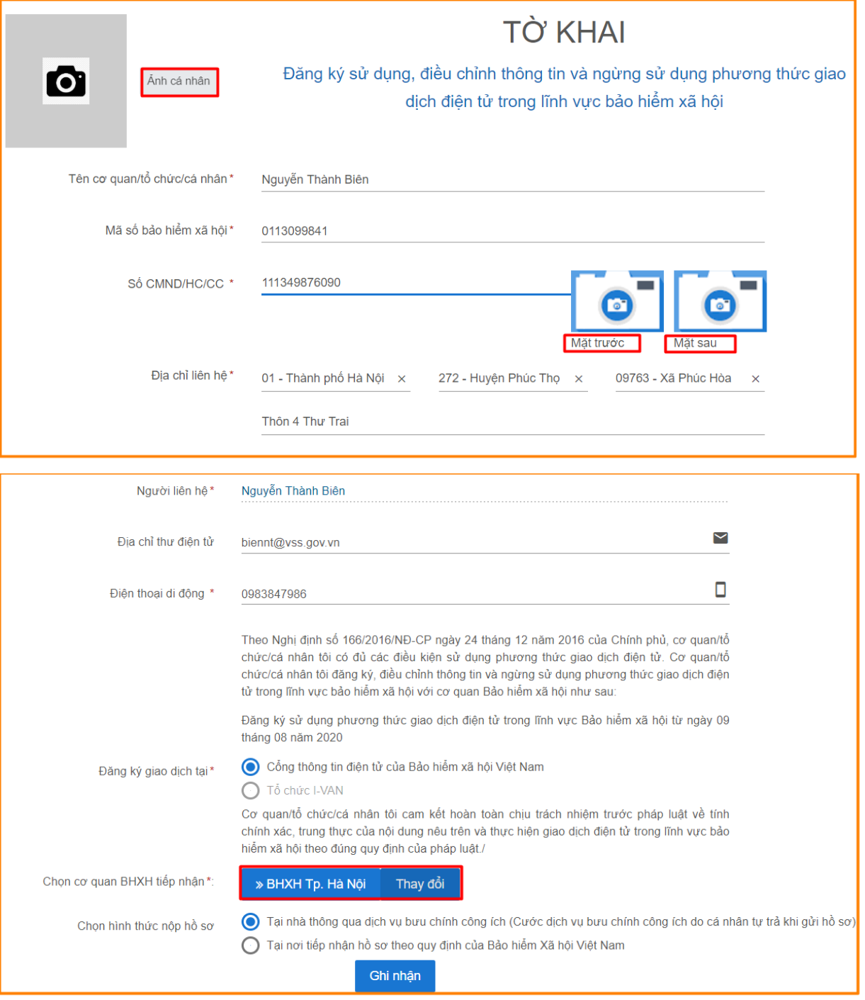 TỜ KHAI
Ảnh cá nhân
Đăng ký sử dụng, điều chỉnh thông tin và ngừng sử dụng phương thức giao
dịch điện tử trong lĩnh vực bảo hiểm xã hội
Tên cơ quan/tổ chức/cá nhân * Nguyễn Thành Biên
Mã số bảo hiểm xã hội * 0113099841
Số CMND/HC/CC * 111349876090
Mặt trước Mặt sau
Địa chỉ liên hệ * 01 - Thành phố Hà Nội × 272 - Huyện Phúc Thọ × 09763 - Xã Phúc Hòa ×
Thôn 4 Thư Trai
Người liên hệ * Nguyễn Thành Biên
Địa chỉ thư điện tử biennt@vss.gov.vn
Điện thoại di động * 0983847986
Theo Nghị định số 166/2016/NĐ-CP ngày 24 tháng 12 năm 2016 của Chính phủ, cơ quan/tổ
chức/cá nhân tôi có đủ các điều kiện sử dụng phương thức giao dịch điện tử. Cơ quan/tổ
chức/cá nhân tôi đăng ký, điều chỉnh thông tin và ngừng sử dụng phương thức giao dịch điện
tử trong lĩnh vực bảo hiểm xã hội với cơ quan Bảo hiểm xã hội như sau:
Đăng ký sử dụng phương thức giao dịch điện tử trong lĩnh vực Bảo hiểm xã hội từ ngày 09
tháng 08 năm 2020
Đăng ký giao dịch tại * Cổng thông tin điện tử của Bảo hiểm xã hội Việt Nam
Tổ chức I-VAN
Cơ quan/tổ chức/cá nhân tôi cam kết hoàn toàn chịu trách nhiệm trước pháp luật về tính
chính xác, trung thực của nội dung nêu trên và thực hiện giao dịch điện tử trong lĩnh vực bảo
hiểm xã hội theo đúng quy định của pháp luật./
Chọn cơ quan BHXH tiếp nhận *: » BHXH Tp. Hà Nội Thay đổi
Chọn hình thức nộp hồ sơ Tại nhà thông qua dịch vụ bưu chính công ích (Cước dịch vụ bưu chính công ích do cá nhân tự trả khi gửi hồ sơ)
Tại nơi tiếp nhận hồ sơ theo quy định của Bảo hiểm Xã hội Việt Nam
Ghi nhận